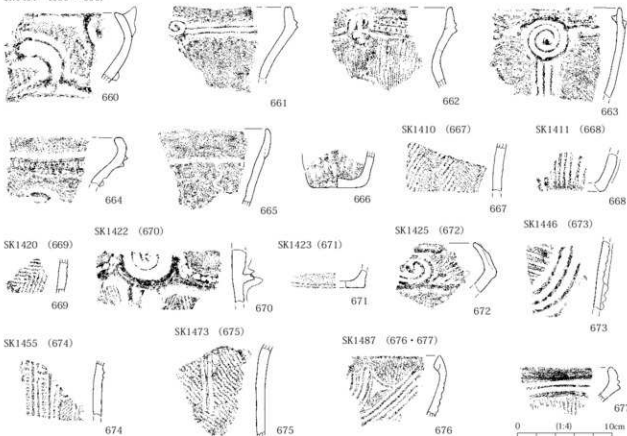 660 661 662 663
SK1410 (667) SK1411 (668)
664 665 666 667 668
SK1420 (669) SK1422 (670) SK1423 (671) SK1425 (672) SK1446 (673)
669 670 671 672 673
SK1455 (674) SK1473 (675) SK1487 (676・677)
674 675 676 677
0 (1:4) 10cm